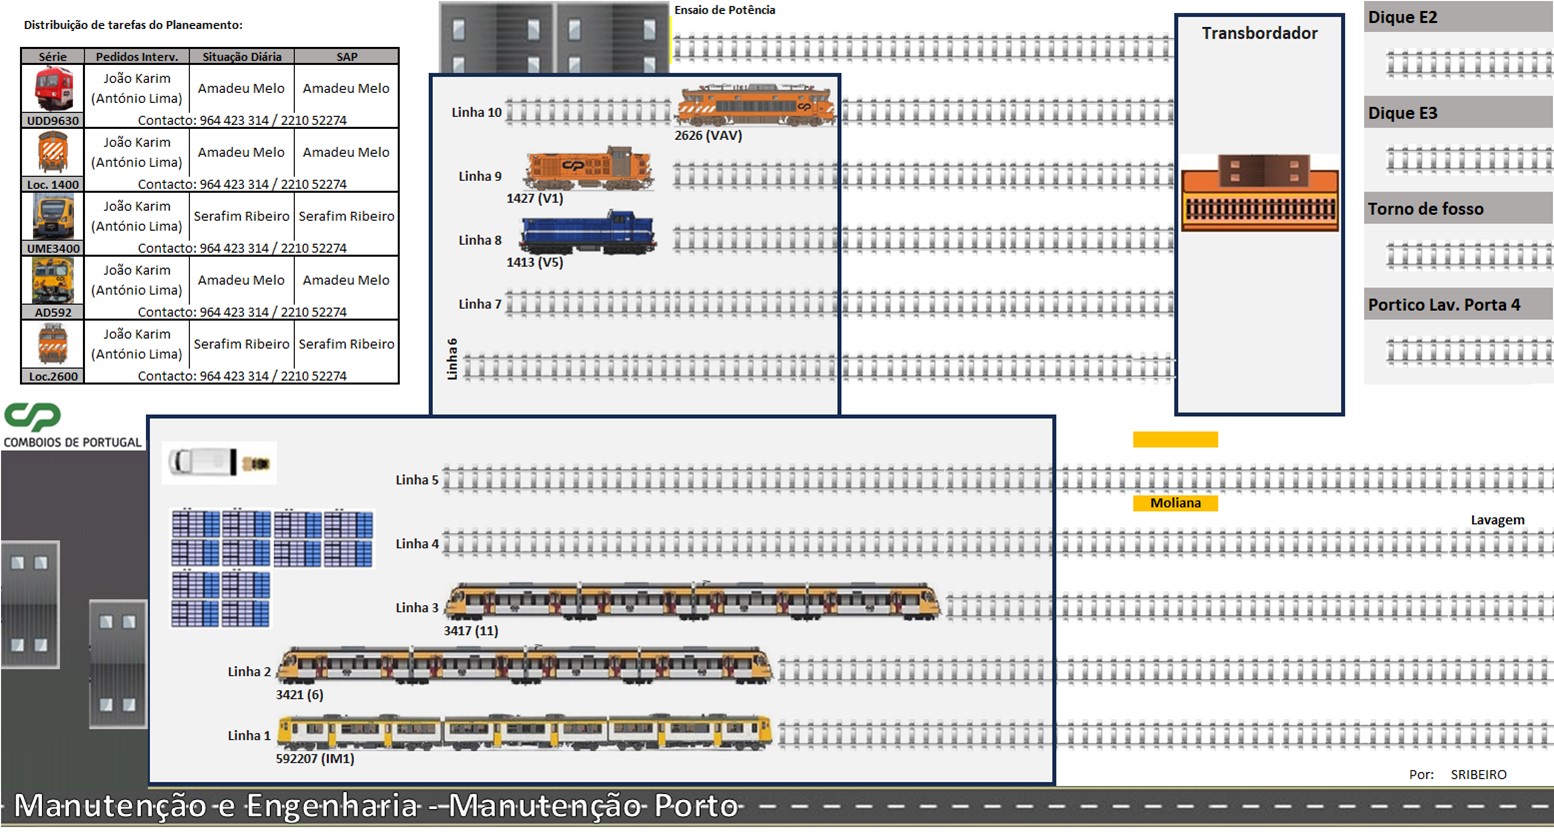 Distribuição de tarefas do Planeamento:
Série Pedidos Interv. Situação Diária SAP
UDD9630 João Karim (António Lima) Amadeu Melo Amadeu Melo
Contacto: 964 423 314 / 2210 52274
Loc. 1400 João Karim (António Lima) Amadeu Melo Amadeu Melo
Contacto: 964 423 314 / 2210 52274
UME3400 João Karim (António Lima) Serafim Ribeiro Serafim Ribeiro
Contacto: 964 423 314 / 2210 52274
AD592 João Karim (António Lima) Amadeu Melo Amadeu Melo
Contacto: 964 423 314 / 2210 52274
Loc.2600 João Karim (António Lima) Serafim Ribeiro Serafim Ribeiro
Contacto: 964 423 314 / 2210 52274
CP
COMBOIOS DE PORTUGAL
Ensaio de Potência
Linha 10
2626 (VAV)
Linha 9
1427 (V1)
Linha 8
1413 (V5)
Linha 7
Linha 6
Transbordador
Dique E2
Dique E3
Torno de fosso
Portico Lav. Porta 4
Linha 5
Moliana
Lavagem
Linha 4
Linha 3
3417 (11)
Linha 2
3421 (6)
Linha 1
592207 (IM1)
Por: SRIBEIRO
Manutenção e Engenharia - Manutenção Porto